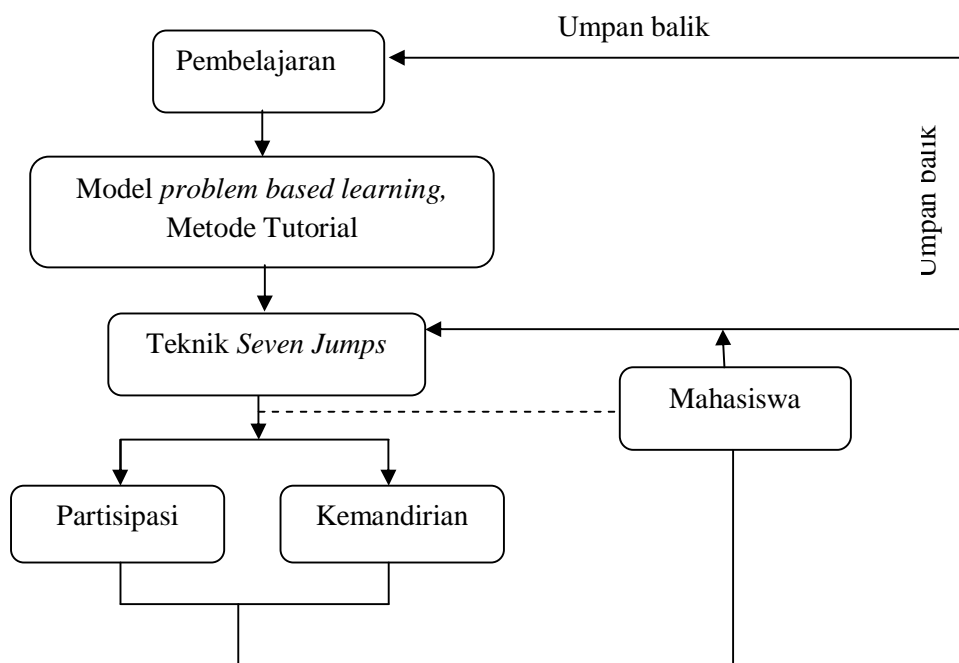 Umpan balik
Pembelajaran
Umpan balik
Model problem based learning,
Metode Tutorial
Teknik Seven Jumps
Mahasiswa
Partisipasi
Kemandirian